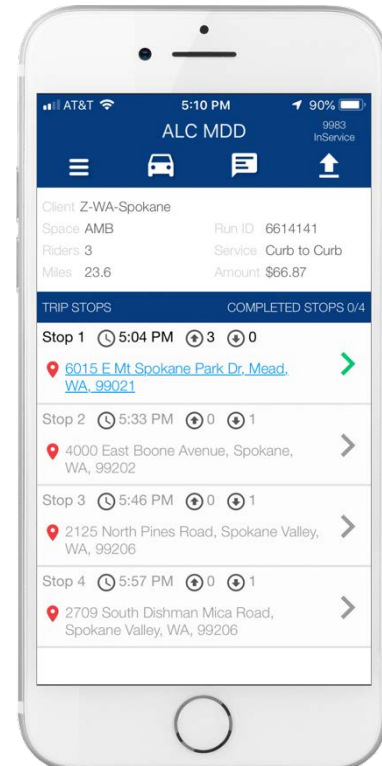 AT&T 5:10 PM 90%
ALC MDD 9983
InService
Client Z-WA-Spokane
Space AMB Run ID 6614141
Riders 3 Service Curb to Curb
Miles 23.6 Amount $66.87
TRIP STOPS COMPLETED STOPS 0/4
Stop 1 5:04 PM 3 0
6015 E Mt Spokane Park Dr, Mead,
WA, 99021
Stop 2 5:33 PM 0 1
4000 East Boone Avenue, Spokane,
WA, 99202
Stop 3 5:46 PM 0 1
2125 North Pines Road, Spokane Valley,
WA, 99206
Stop 4 5:57 PM 0 1
2709 South Dishman Mica Road,
Spokane Valley, WA, 99206